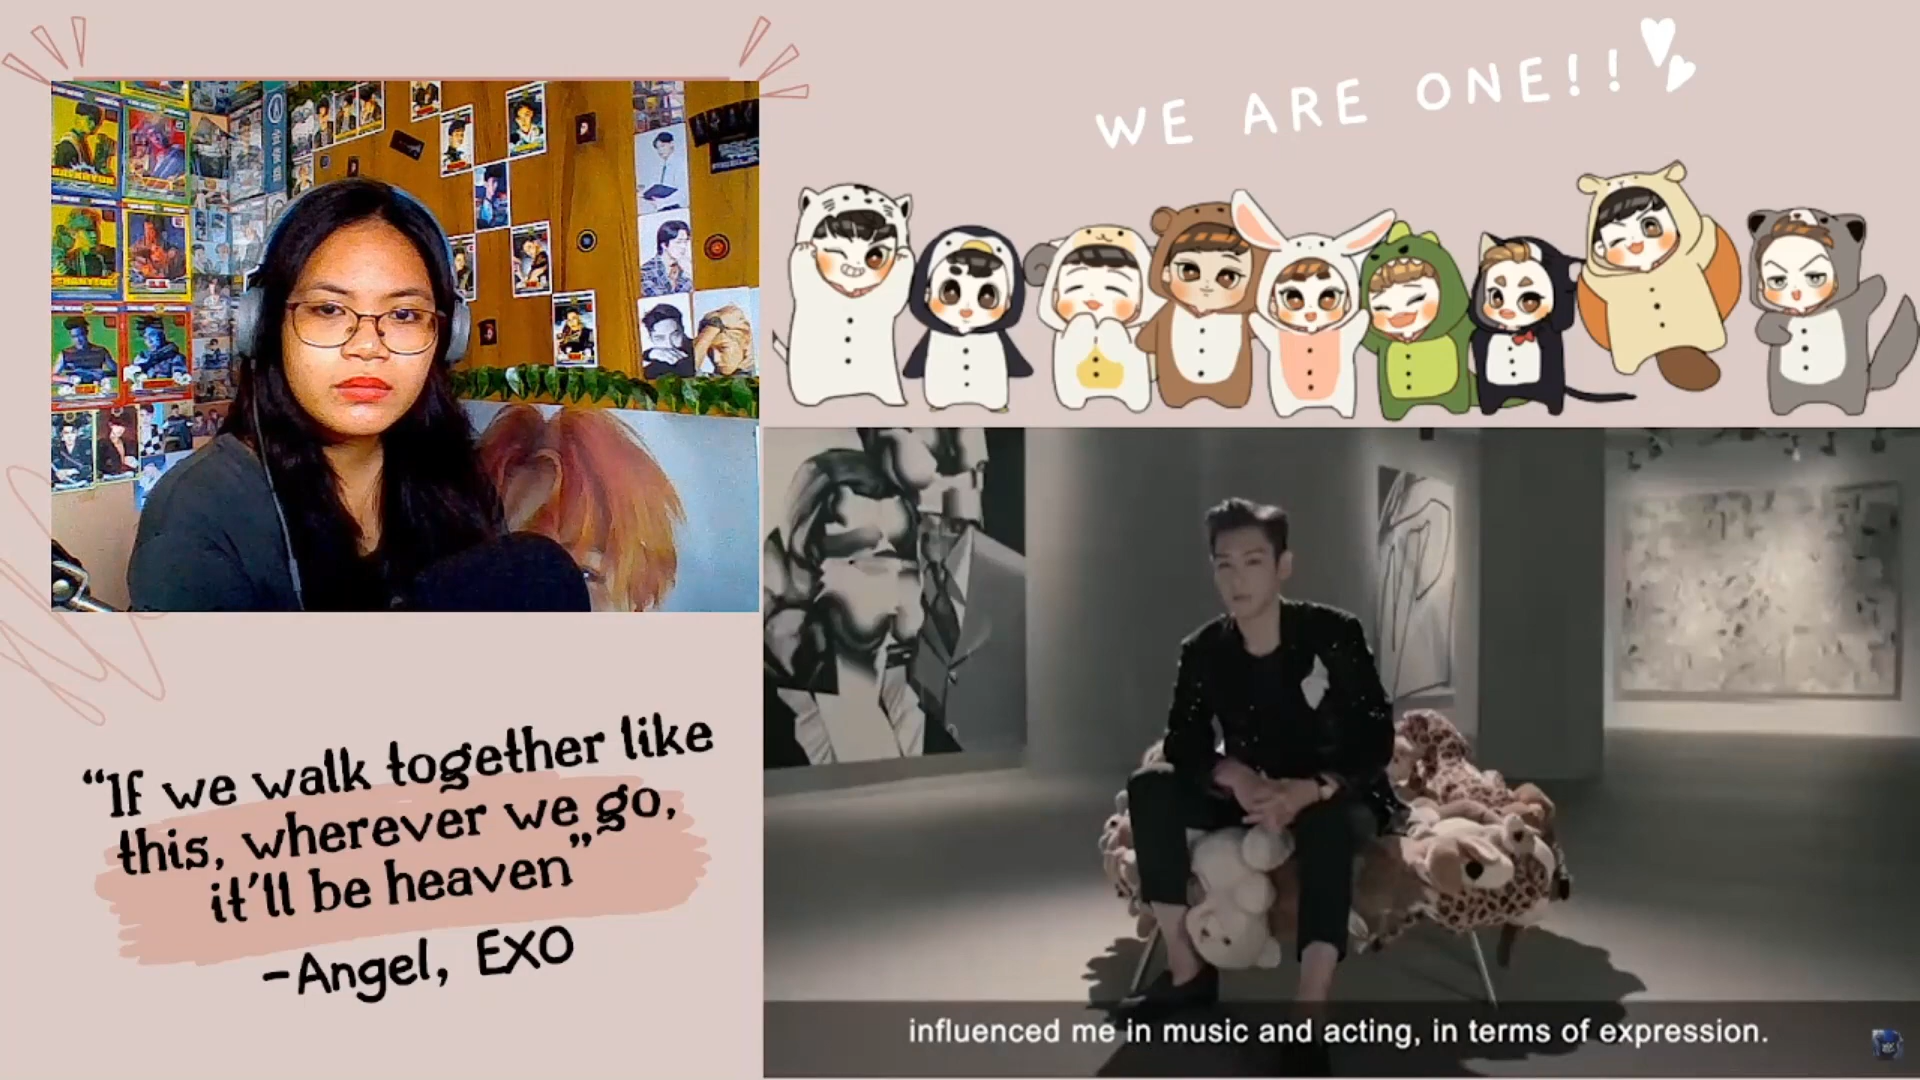 WE ARE ONE!!
“If we walk together like
this, wherever we go,
it'll be heaven”
-Angel, EXO
influenced me in music and acting, in terms of expression.